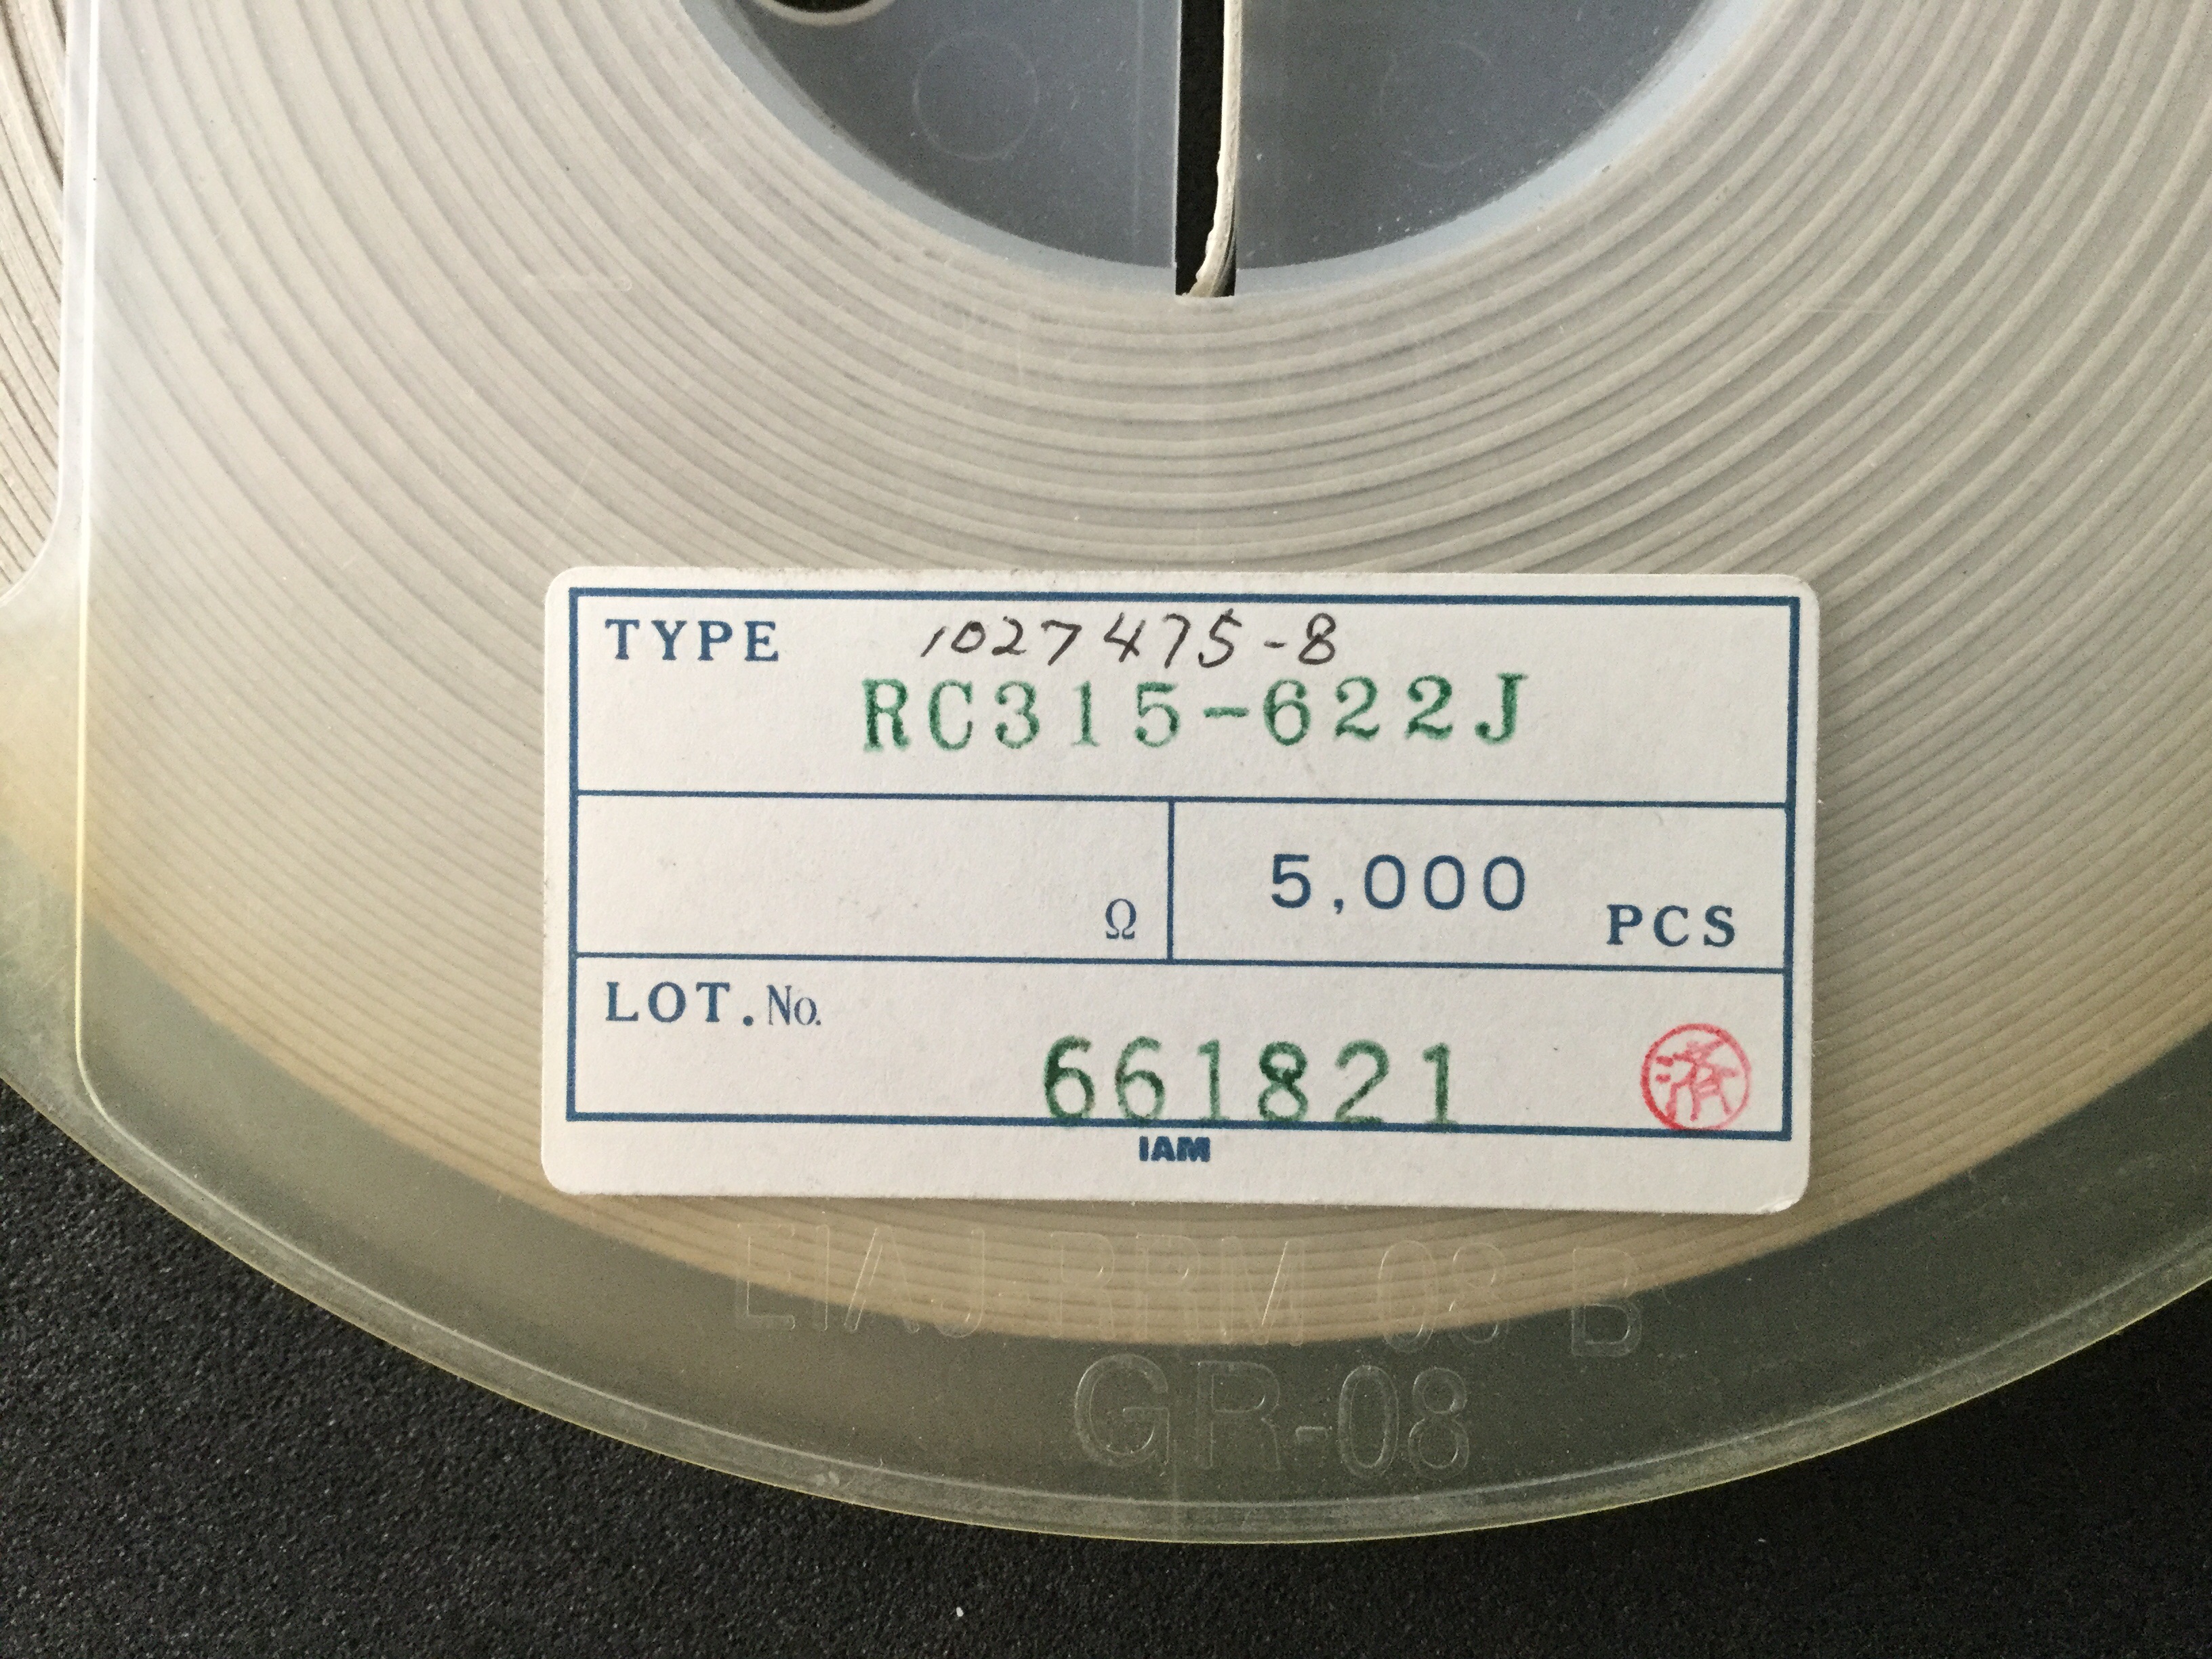 TYPE 1027475-8
RC315-622J
Ω 5,000 PCS
LOT. No.
661821 済
IAM
EIAJ-RRM-08 B
GR-08